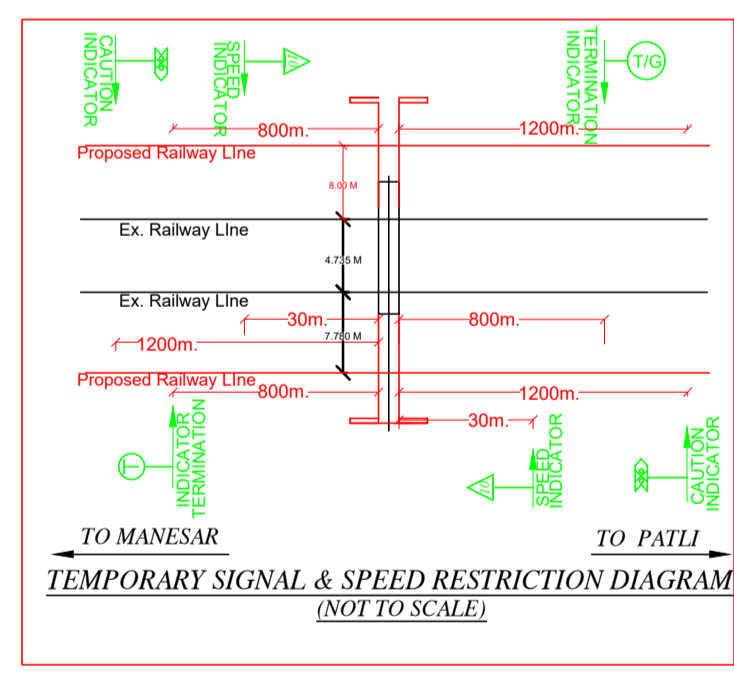 CAUTION
INDICATOR
SPEED
INDICATOR
10
TERMINATION
INDICATOR
T/G
800m.
1200m.
Proposed Railway LIne
8.00 M
Ex. Railway LIne
4.735 M
Ex. Railway LIne
30m.
800m.
7.780 M
1200m.
Proposed Railway LIne
800m.
1200m.
30m.
T
INDICATOR
TERMINATION
10
SPEED
INDICATOR
CAUTION
INDICATOR
TO MANESAR
TO PATLI
TEMPORARY SIGNAL & SPEED RESTRICTION DIAGRAM
(NOT TO SCALE)